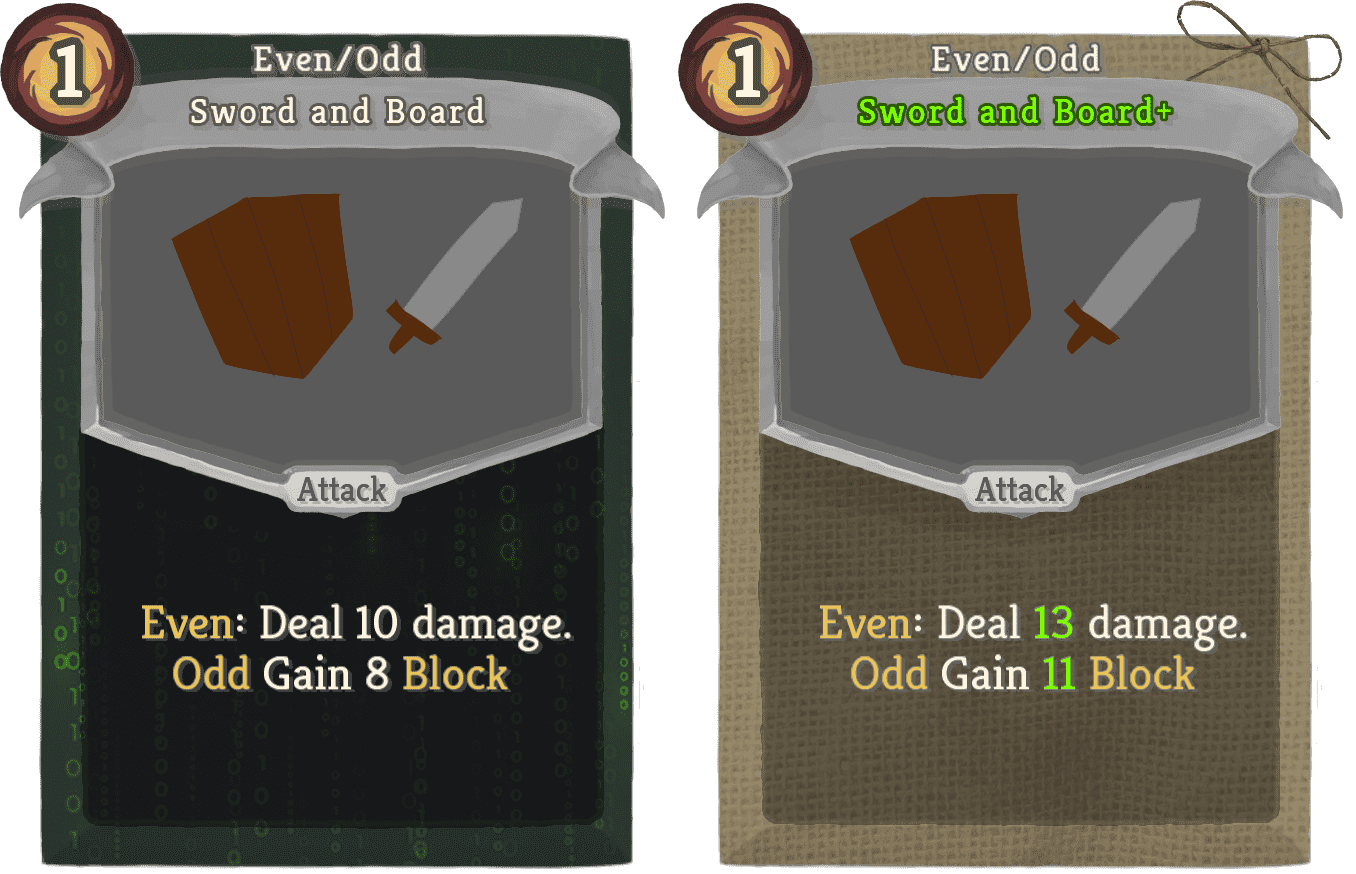 1
Even/Odd
Sword and Board
Attack
Even: Deal 10 damage.
Odd Gain 8 Block
1
Even/Odd
Sword and Board+
Attack
Even: Deal 13 damage.
Odd Gain 11 Block